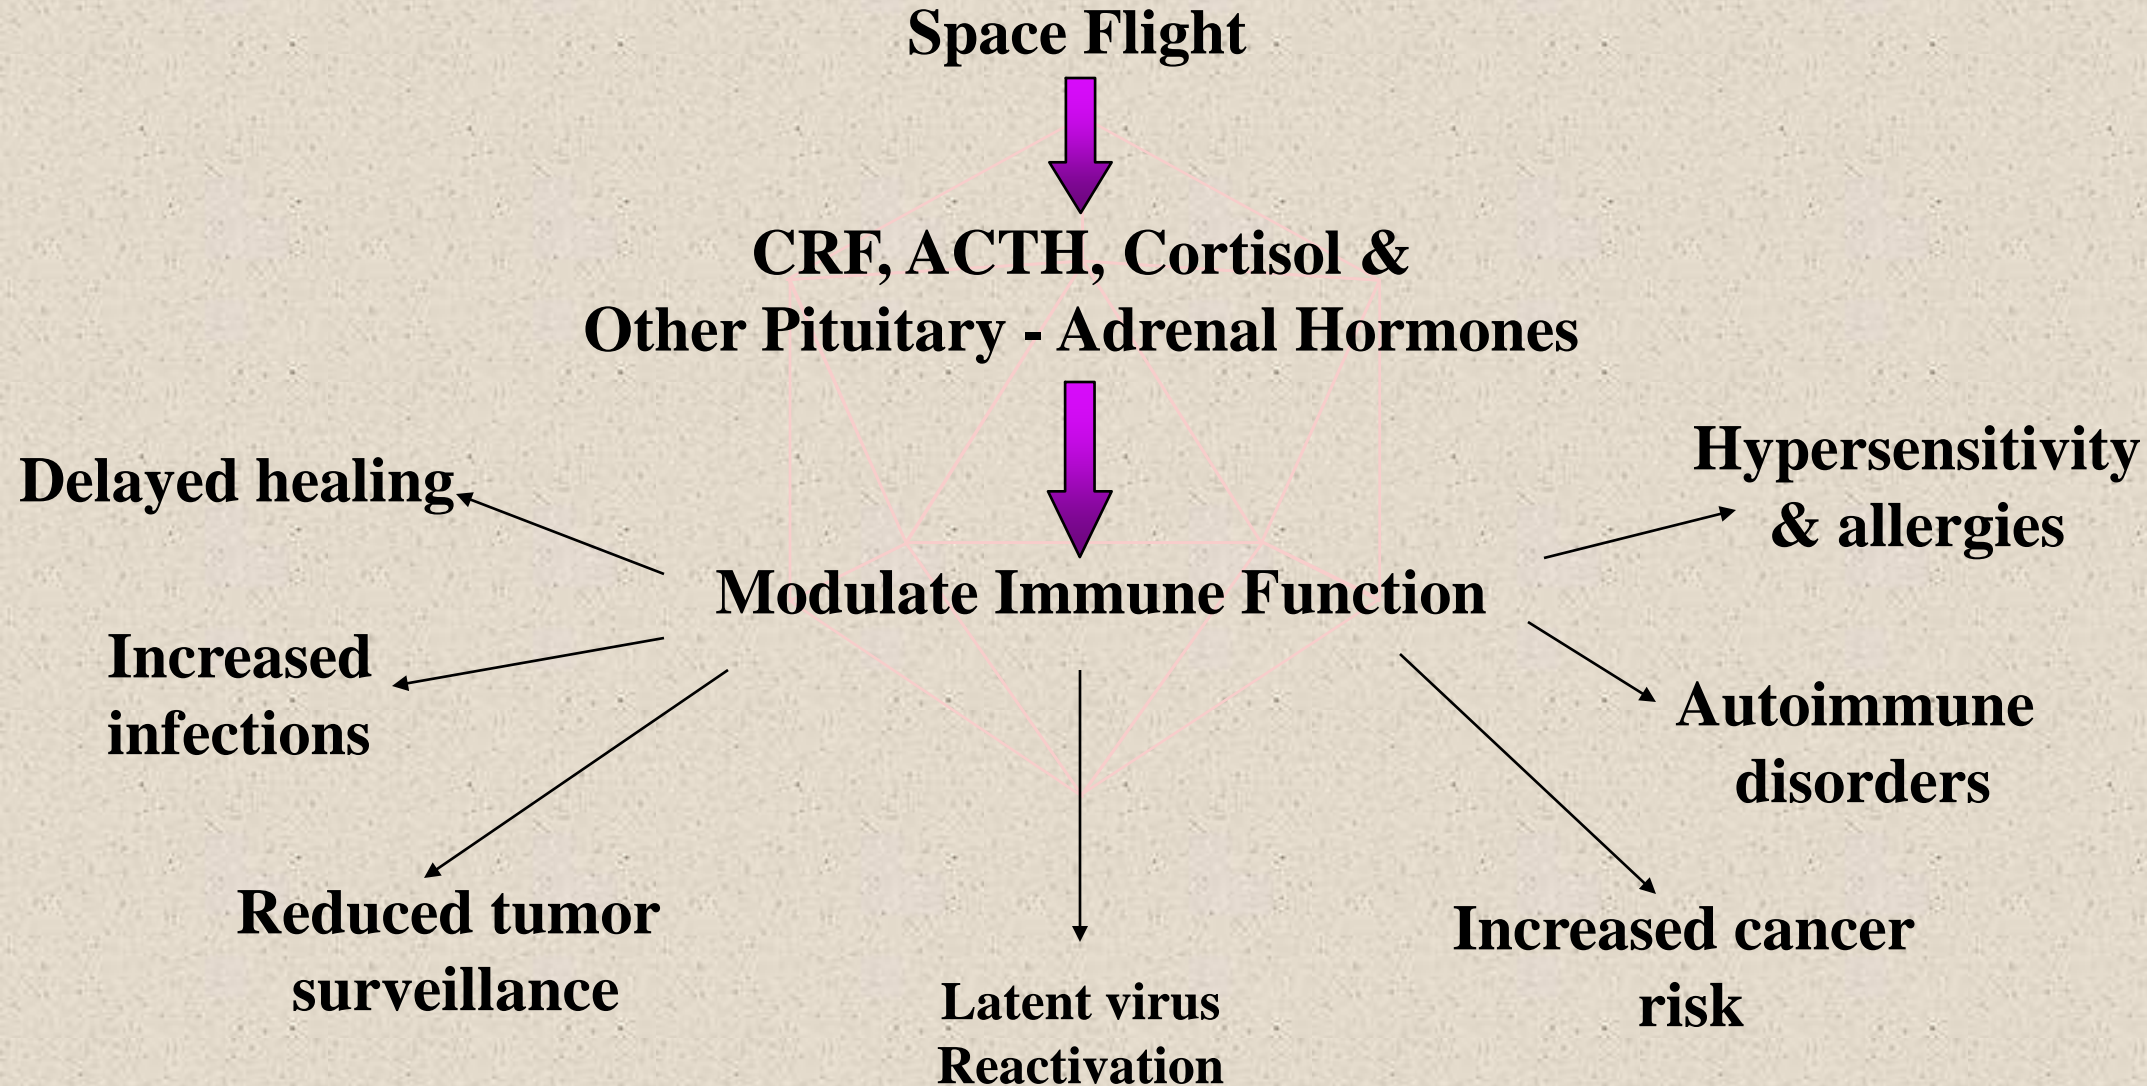 Space Flight
CRF, ACTH, Cortisol &
Other Pituitary - Adrenal Hormones
Modulate Immune Function
Delayed healing
Increased
infections
Reduced tumor
surveillance
Latent virus
Reactivation
Increased cancer
risk
Autoimmune
disorders
Hypersensitivity
& allergies